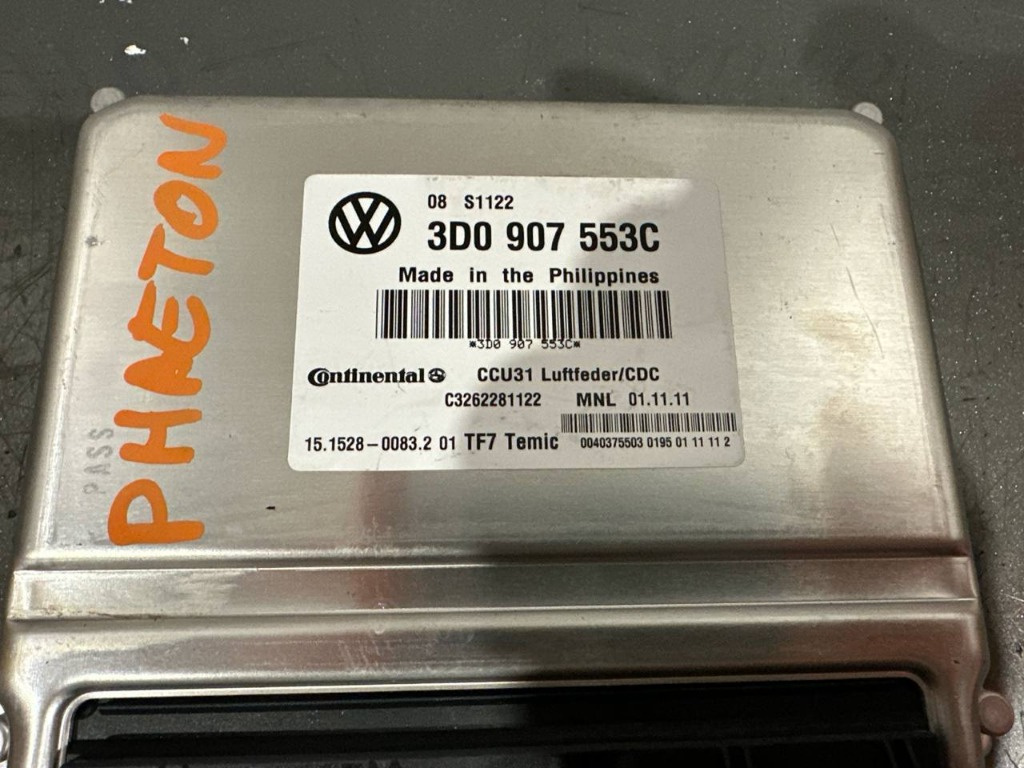 PHAETON
PASS
08 S1122
3D0 907 553C
Made in the Philippines
*3D0 907 553C*
Continental CCU31 Luftfeder/CDC
C3262281122 MNL 01.11.11
15.1528-0083.2 01 TF7 Temic 0040375503 0195 01 11 11 2